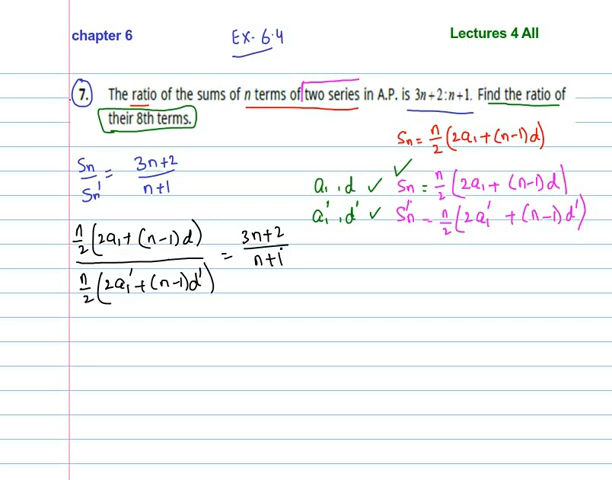 chapter 6
Ex. 6.4
Lectures 4 All
7. The ratio of the sums of n terms of two series in A.P. is 3n+2:n+1. Find the ratio of
their 8th terms.
Sn = n/2 (2a₁ + (n-1)d)
Sn/Sn' = (3n+2)/(n+1)
a₁ , d ✓ Sn = n/2 (2a₁ + (n-1)d) ✓
a₁' , d' ✓ Sn' = n/2 (2a₁' + (n-1)d')
n/2 (2a₁ + (n-1)d) / n/2 (2a₁' + (n-1)d') = (3n+2)/(n+1)